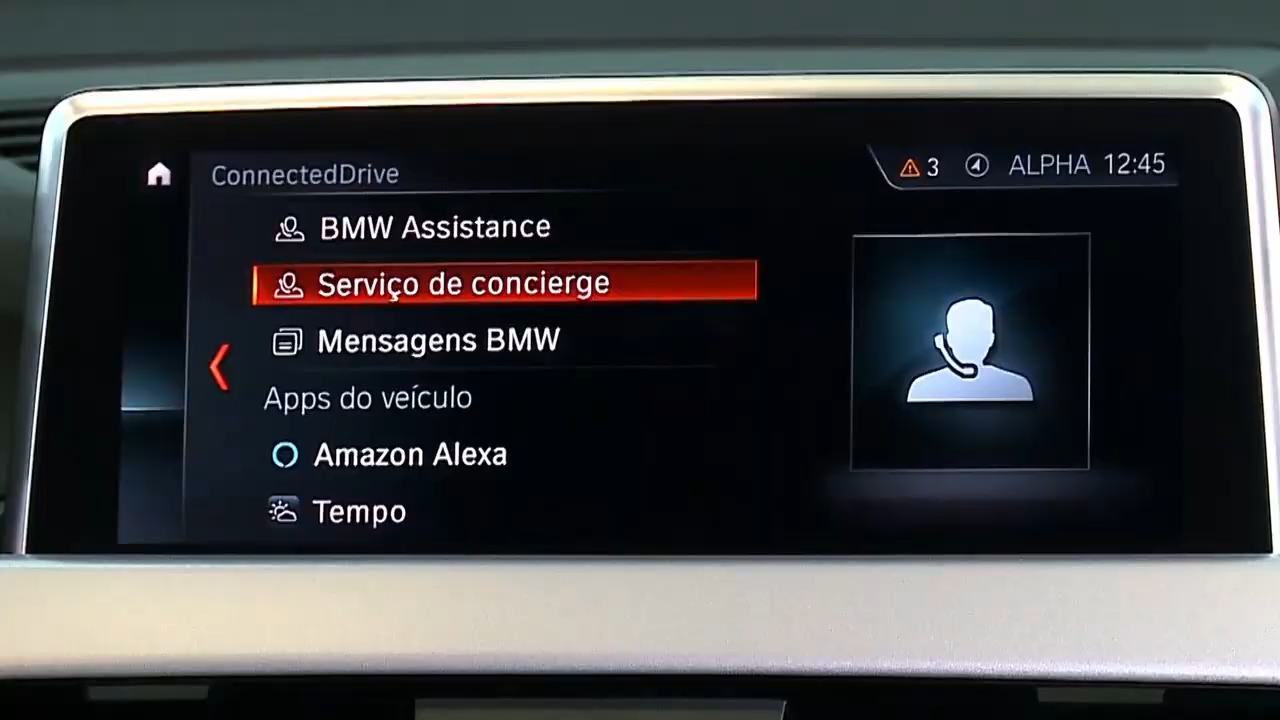 ConnectedDrive
3 ALPHA 12:45
BMW Assistance
Serviço de concierge
Mensagens BMW
Apps do veículo
Amazon Alexa
Tempo